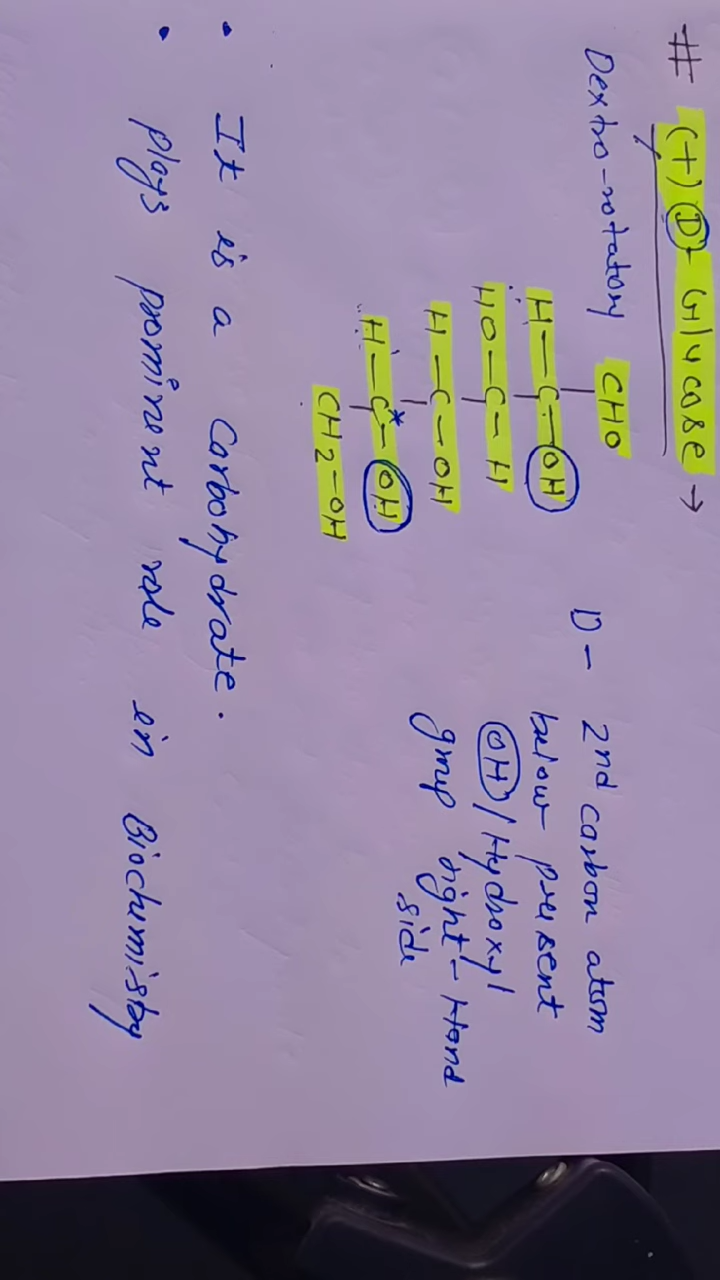 # (+) D- Glucose →
Dextro-rotatory
CHO
H-C-OH
HO-C-H
H-C-OH
H-C*-OH
CH2-OH
D- 2nd carbon atom
below present
OH / Hydroxyl
group right-Hand
side
• It is a Carbohydrate.
• plays prominent role in Biochemistry